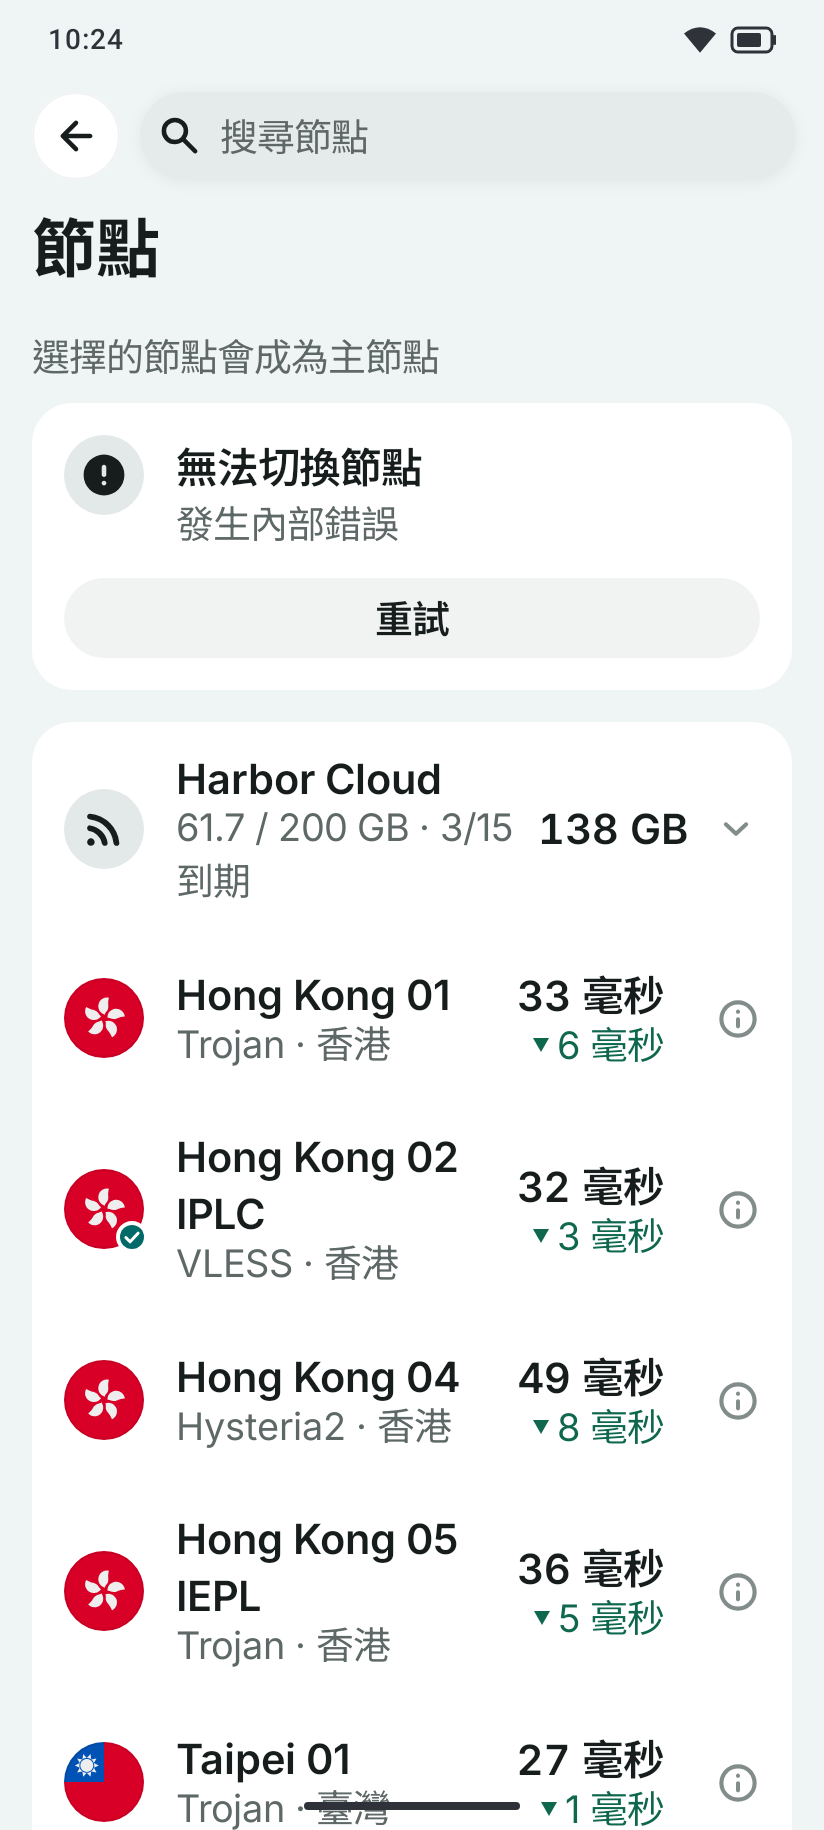 10:24
搜尋節點
節點
選擇的節點會成為主節點
無法切換節點
發生內部錯誤
重試
Harbor Cloud
61.7 / 200 GB · 3/15 到期
138 GB
Hong Kong 01
Trojan · 香港
33 毫秒
▼6 毫秒
Hong Kong 02 IPLC
VLESS · 香港
32 毫秒
▼3 毫秒
Hong Kong 04
Hysteria2 · 香港
49 毫秒
▼8 毫秒
Hong Kong 05 IEPL
Trojan · 香港
36 毫秒
▼5 毫秒
Taipei 01
Trojan · 臺灣
27 毫秒
▼1 毫秒